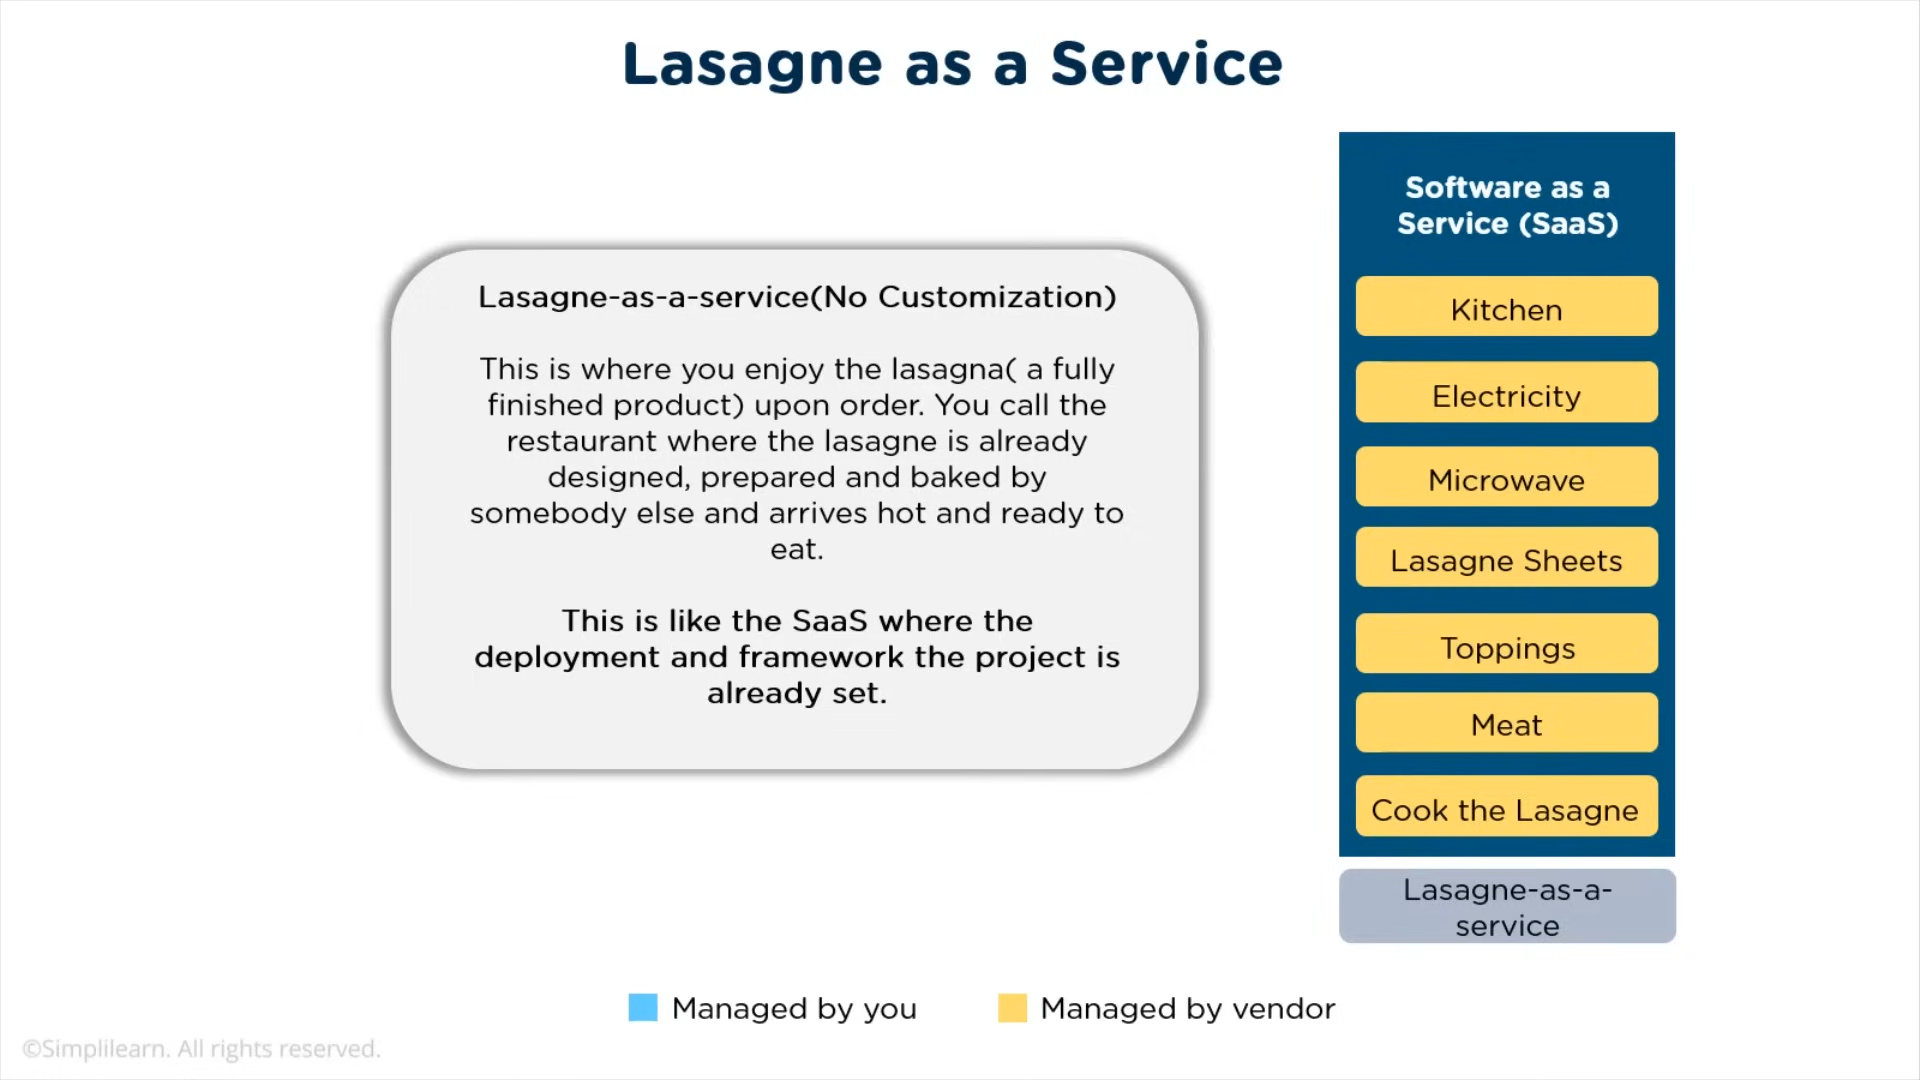 Lasagne as a Service
Lasagne-as-a-service(No Customization)
This is where you enjoy the lasagna( a fully
finished product) upon order. You call the
restaurant where the lasagne is already
designed, prepared and baked by
somebody else and arrives hot and ready to
eat.
This is like the SaaS where the
deployment and framework the project is
already set.
Software as a
Service (SaaS)
Kitchen
Electricity
Microwave
Lasagne Sheets
Toppings
Meat
Cook the Lasagne
Lasagne-as-a-
service
Managed by you
Managed by vendor
©Simplilearn. All rights reserved.